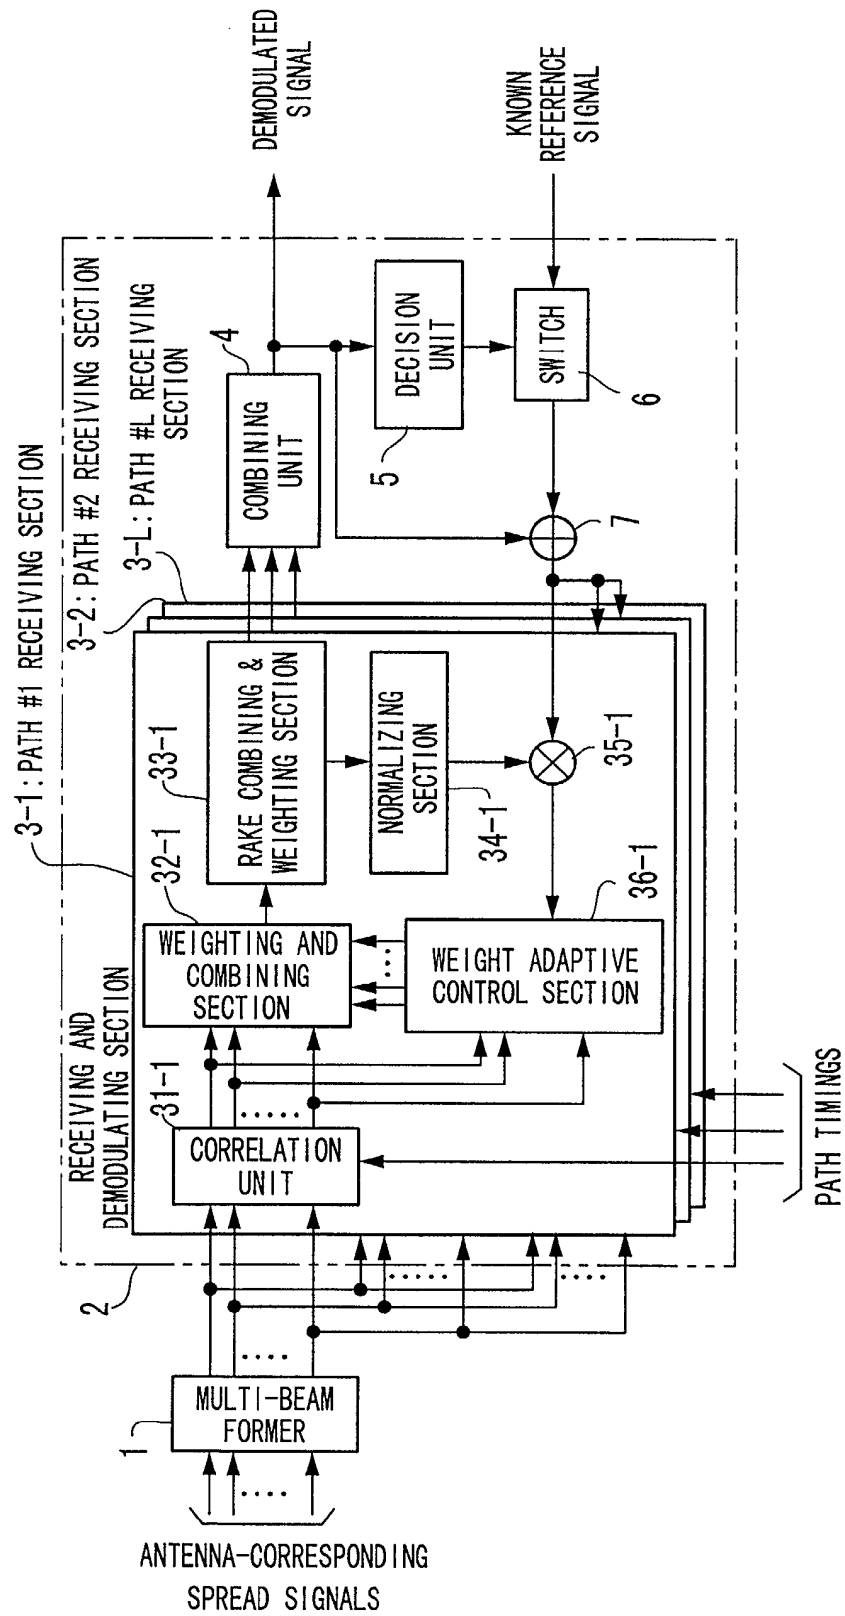 3-1: PATH #1 RECEIVING SECTION
3-2: PATH #2 RECEIVING SECTION
3-L: PATH #L RECEIVING
SECTION
RECEIVING AND
DEMODULATING SECTION
2
ANTENNA-CORRESPONDING
SPREAD SIGNALS
1
MULTI-BEAM
FORMER
31-1
CORRELATION
UNIT
32-1
WEIGHTING AND
COMBINING
SECTION
33-1
RAKE COMBINING &
WEIGHTING SECTION
NORMALIZING
SECTION
34-1
35-1
36-1
WEIGHT ADAPTIVE
CONTROL SECTION
4
COMBINING
UNIT
DECISION
UNIT
5
SWITCH
6
7
DEMODULATED
SIGNAL
KNOWN
REFERENCE
SIGNAL
PATH TIMINGS